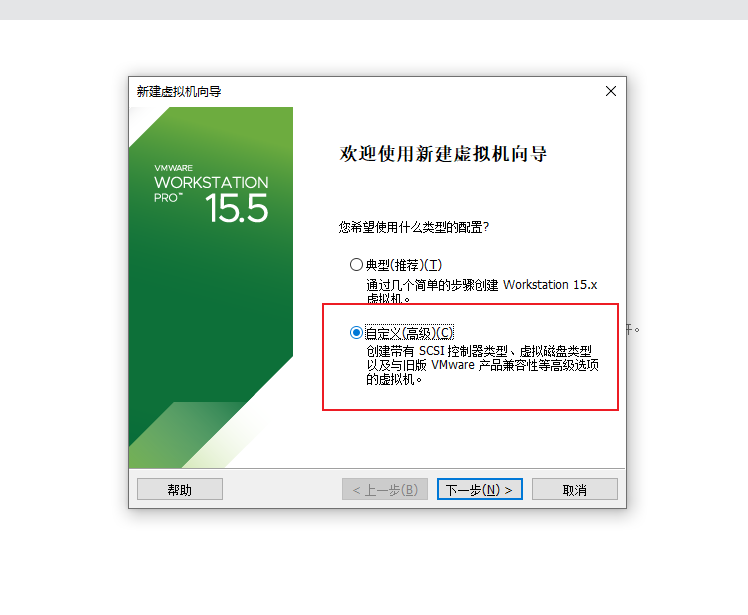 新建虚拟机向导
VMWARE
WORKSTATION
PRO™ 15.5
欢迎使用新建虚拟机向导
您希望使用什么类型的配置?
典型(推荐)(T)
通过几个简单的步骤创建 Workstation 15.x
虚拟机。
自定义(高级)(C)
创建带有 SCSI 控制器类型、虚拟磁盘类型
以及与旧版 VMware 产品兼容性等高级选项
的虚拟机。
帮助
< 上一步(B)
下一步(N) >
取消